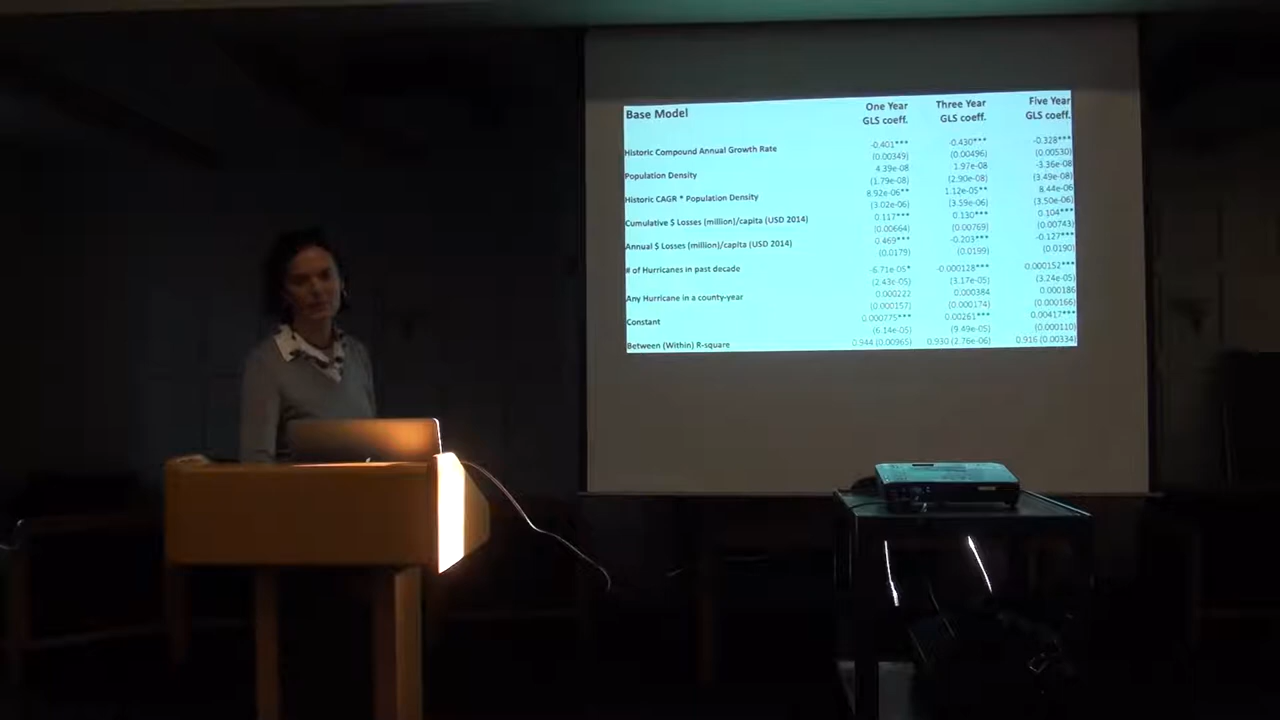 Base Model One Year Three Year Five Year
GLS coeff. GLS coeff. GLS coeff.
Historic Compound Annual Growth Rate -0.401*** -0.430*** -0.328***
(0.00349) (0.00496) (0.00530)
Population Density 4.39e-08 1.97e-08 -3.36e-08
(1.79e-08) (2.90e-08) (3.49e-08)
Historic CAGR * Population Density 8.92e-06** 1.12e-05** 8.44e-06
(3.02e-06) (3.59e-06) (3.50e-06)
Cumulative $ Losses (million)/capita (USD 2014) 0.117*** 0.130*** 0.104***
(0.00664) (0.00769) (0.00743)
Annual $ Losses (million)/capita (USD 2014) 0.469*** -0.203*** -0.127***
(0.0179) (0.0199) (0.0190)
# of Hurricanes in past decade -6.71e-05* -0.000128*** 0.000152***
(2.43e-05) (3.17e-05) (3.24e-05)
Any Hurricane in a county-year 0.000222 0.000384 0.000186
(0.000157) (0.000174) (0.000166)
Constant 0.000775*** 0.00261*** 0.00417***
(6.14e-05) (9.49e-05) (0.000110)
Between (Within) R-square 0.944 (0.00965) 0.930 (2.76e-06) 0.916 (0.00334)